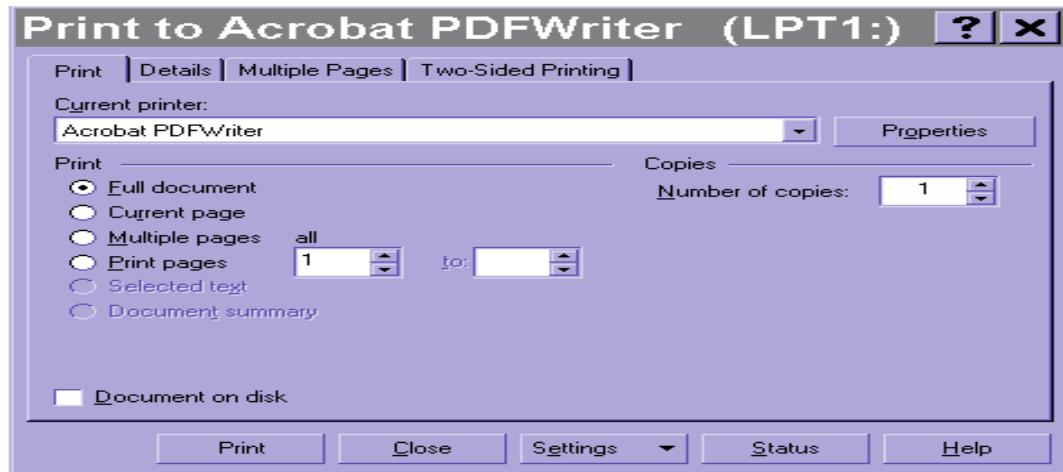 Print to Acrobat PDFWriter (LPT1:) ? ×
Print Details Multiple Pages Two-Sided Printing
Current printer:
Acrobat PDFWriter Properties
Print Copies
Full document Number of copies: 1
Current page
Multiple pages all
Print pages 1 to:
Selected text
Document summary
Document on disk
Print Close Settings Status Help